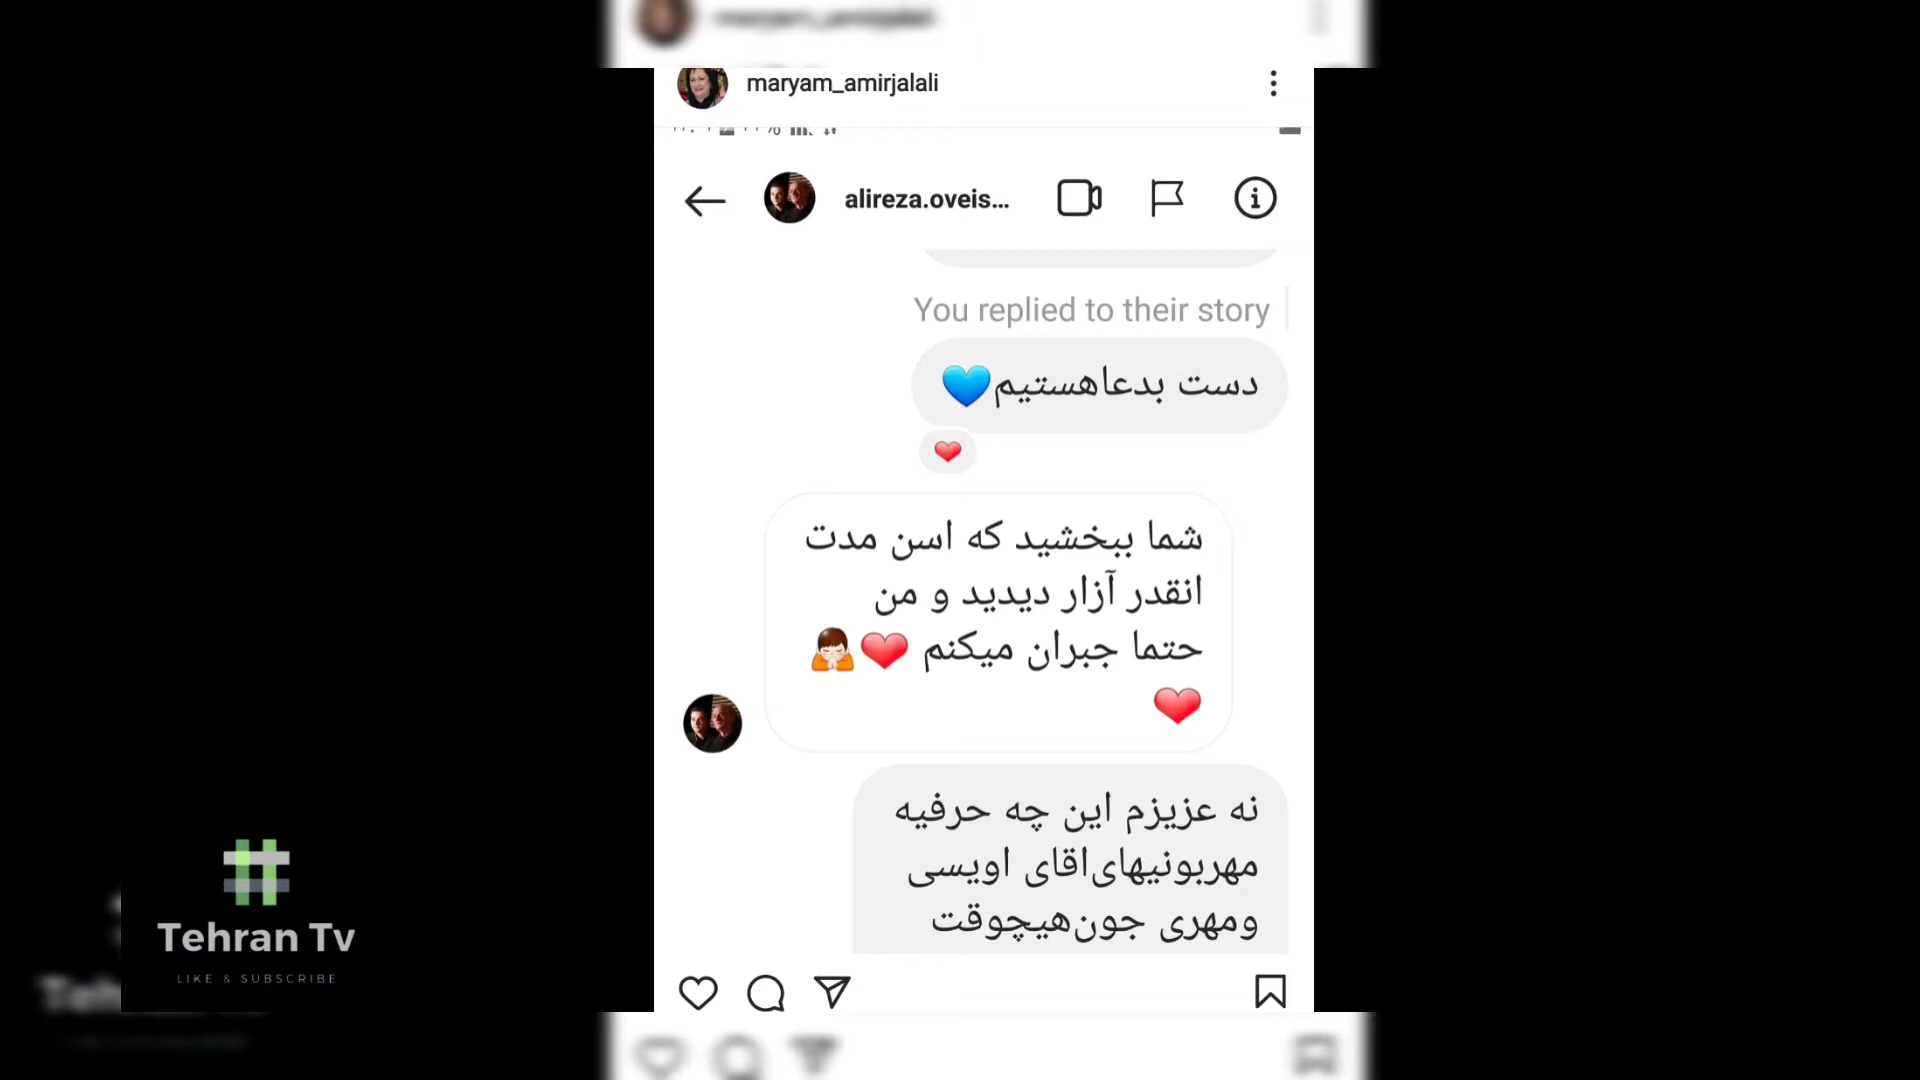 maryam_amirjalali
alireza.oveis...
You replied to their story
دست بدعاهستیم💙
❤
شما ببخشید که اسن مدت
انقدر آزار دیدید و من
حتما جبران میکنم ❤🙏
❤
نه عزیزم این چه حرفیه
مهربونیهای‌اقای اویسی
ومهری جون‌هیچوقت
Tehran Tv
LIKE & SUBSCRIBE